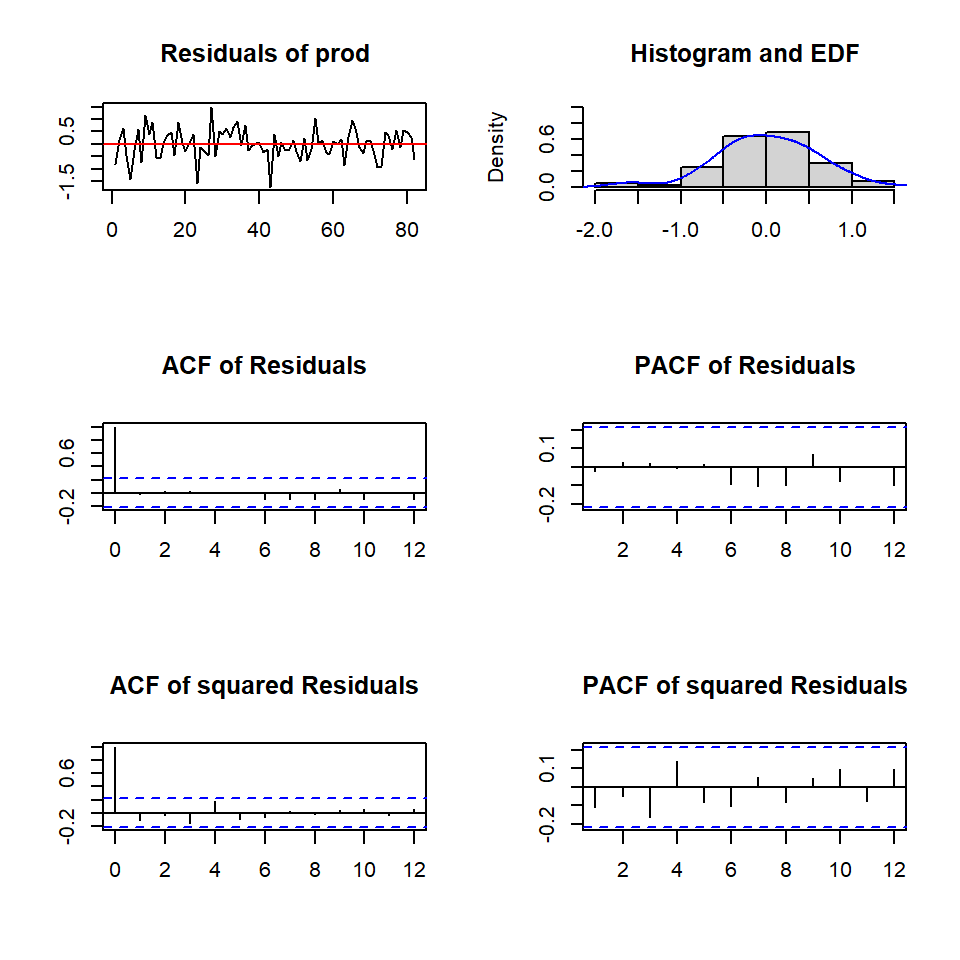 Residuals of prod
0.5
-1.5
0 20 40 60 80
Histogram and EDF
Density
0.6
0.0
-2.0 -1.0 0.0 1.0
ACF of Residuals
0.6
-0.2
0 2 4 6 8 10 12
PACF of Residuals
0.1
-0.2
2 4 6 8 10 12
ACF of squared Residuals
0.6
-0.2
0 2 4 6 8 10 12
PACF of squared Residuals
0.1
-0.2
2 4 6 8 10 12